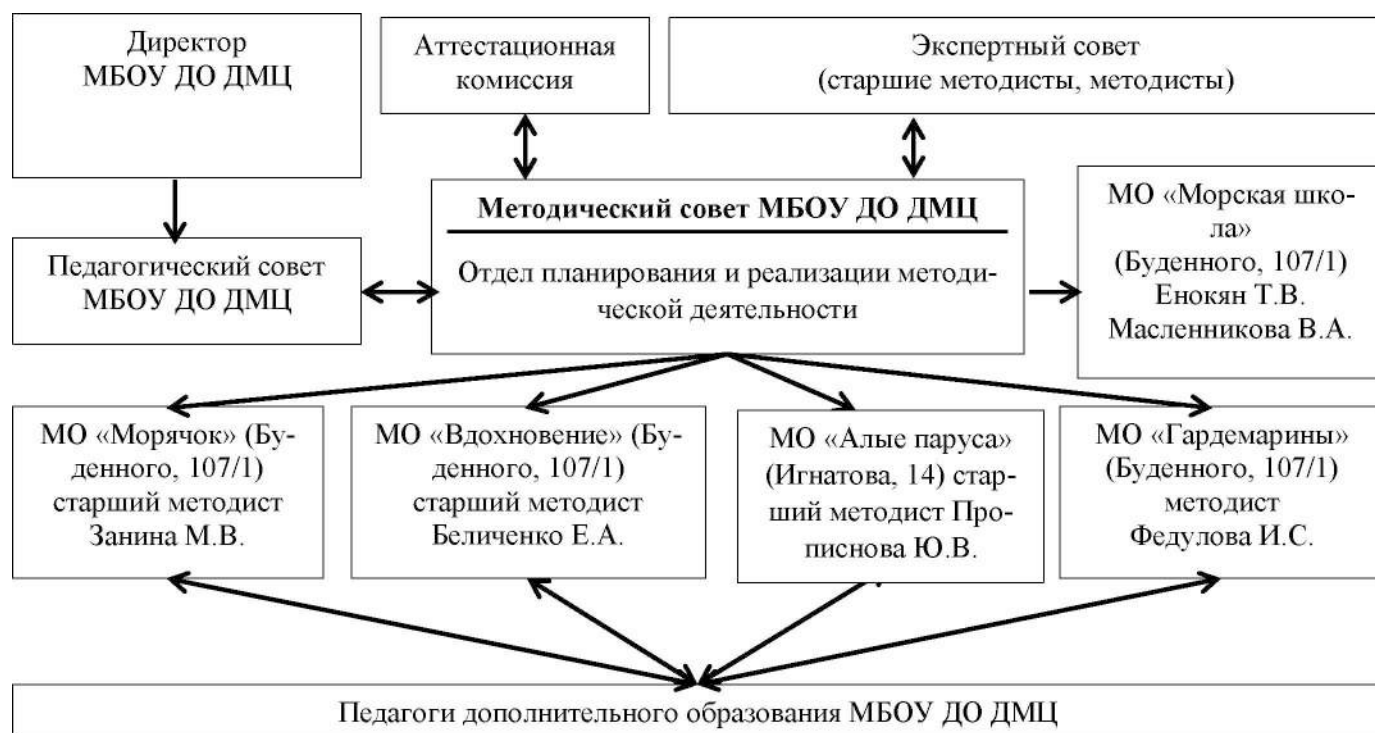 Директор
МБОУ ДО ДМЦ
Аттестационная
комиссия
Экспертный совет
(старшие методисты, методисты)
Методический совет МБОУ ДО ДМЦ
Отдел планирования и реализации методи-
ческой деятельности
МО «Морская шко-
ла»
(Буденного, 107/1)
Енокян Т.В.
Масленникова В.А.
Педагогический совет
МБОУ ДО ДМЦ
МО «Морячок» (Бу-
денного, 107/1)
старший методист
Занина М.В.
МО «Вдохновение» (Бу-
денного, 107/1)
старший методист
Беличенко Е.А.
МО «Алые паруса»
(Игнатова, 14) стар-
ший методист Про-
писнова Ю.В.
МО «Гардемарины»
(Буденного, 107/1)
методист
Федулова И.С.
Педагоги дополнительного образования МБОУ ДО ДМЦ